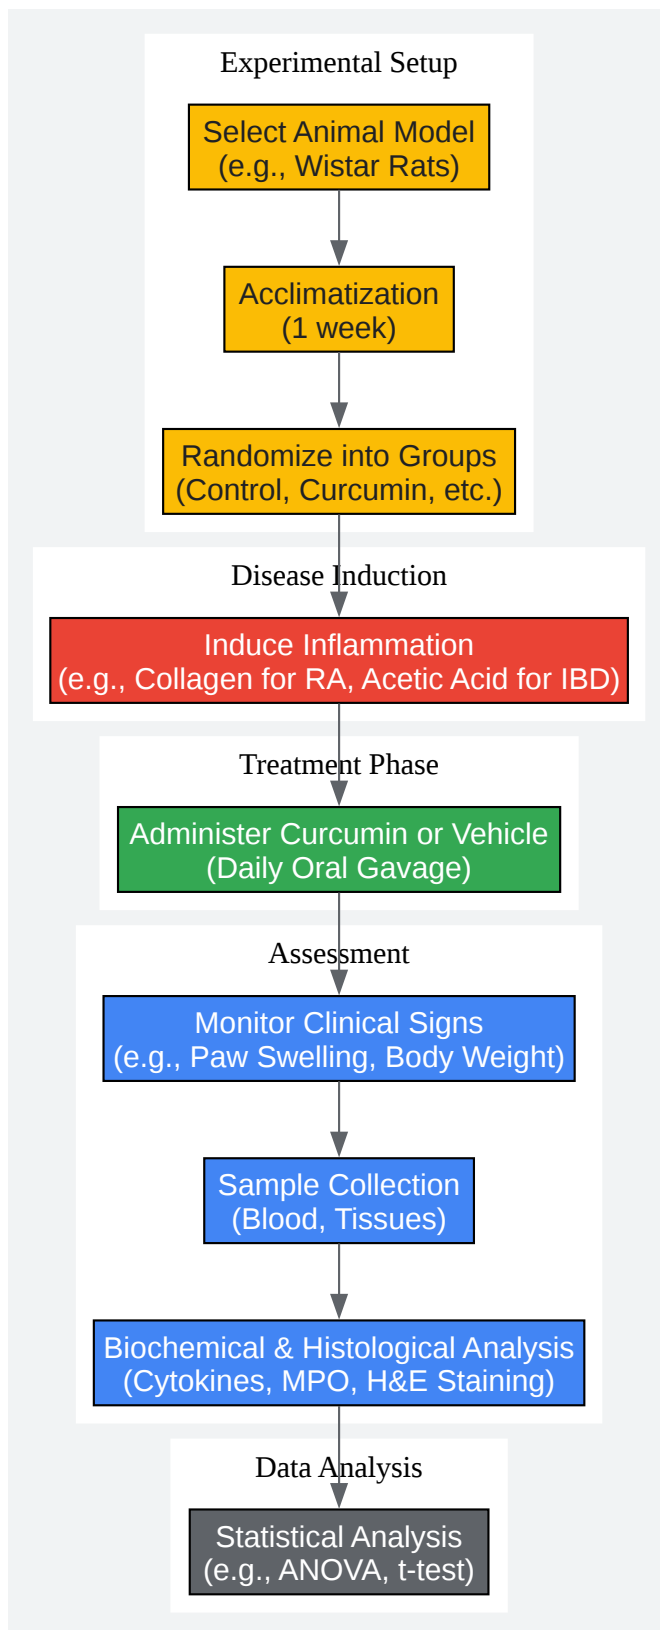 Experimental Setup
Select Animal Model
(e.g., Wistar Rats)
Acclimatization
(1 week)
Randomize into Groups
(Control, Curcumin, etc.)
Disease Induction
Induce Inflammation
(e.g., Collagen for RA, Acetic Acid for IBD)
Treatment Phase
Administer Curcumin or Vehicle
(Daily Oral Gavage)
Assessment
Monitor Clinical Signs
(e.g., Paw Swelling, Body Weight)
Sample Collection
(Blood, Tissues)
Biochemical & Histological Analysis
(Cytokines, MPO, H&E Staining)
Data Analysis
Statistical Analysis
(e.g., ANOVA, t-test)